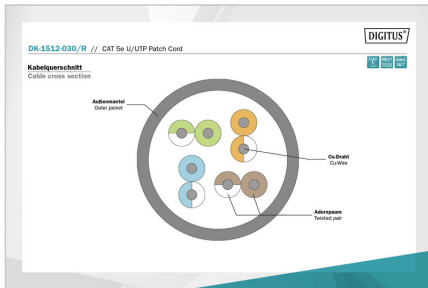 DIGITUS®
DK-1512-030/R // CAT 5e U/UTP Patch Cord
Kabelquerschnitt
Cable cross section
Außenmantel
Outer jacket
Cu-Draht
Cu-Wire
Adernpaare
Twisted pair